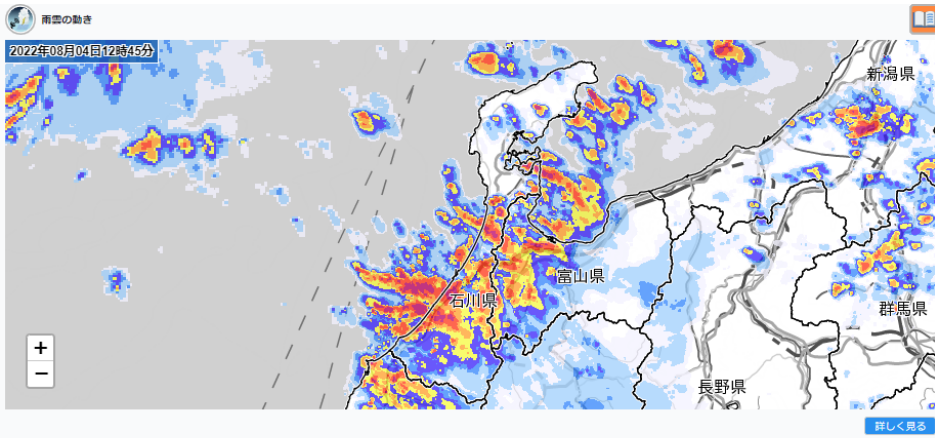 雨雲の動き
2022年08月04日12時45分
新潟県
富山県
石川県
群馬県
+
−
長野県
詳しく見る